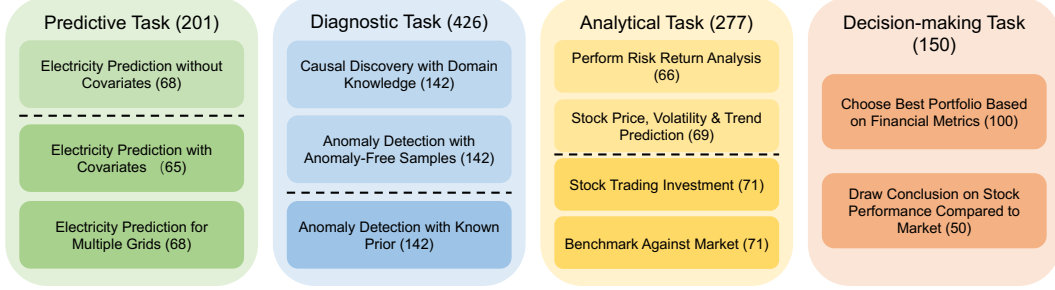 Predictive Task (201)
Electricity Prediction without
Covariates (68)
Electricity Prediction with
Covariates （65）
Electricity Prediction for
Multiple Grids (68)
Diagnostic Task (426)
Causal Discovery with Domain
Knowledge (142)
Anomaly Detection with
Anomaly-Free Samples (142)
Anomaly Detection with Known
Prior (142)
Analytical Task (277)
Perform Risk Return Analysis
(66)
Stock Price, Volatility & Trend
Prediction (69)
Stock Trading Investment (71)
Benchmark Against Market (71)
Decision-making Task
(150)
Choose Best Portfolio Based
on Financial Metrics (100)
Draw Conclusion on Stock
Performance Compared to
Market (50)